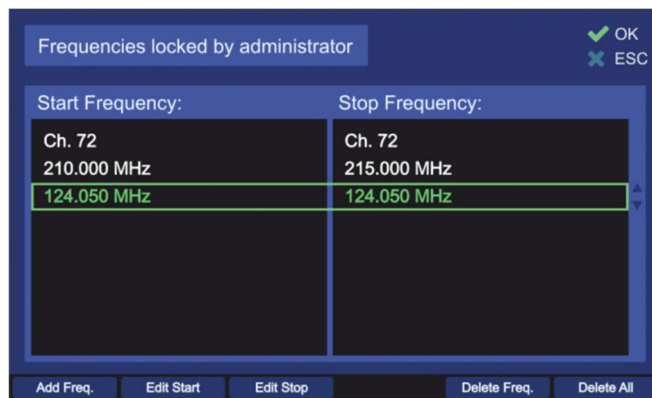 Frequencies locked by administrator
OK
ESC
Start Frequency:
Stop Frequency:
Ch. 72
Ch. 72
210.000 MHz
215.000 MHz
124.050 MHz
124.050 MHz
Add Freq.
Edit Start
Edit Stop
Delete Freq.
Delete All